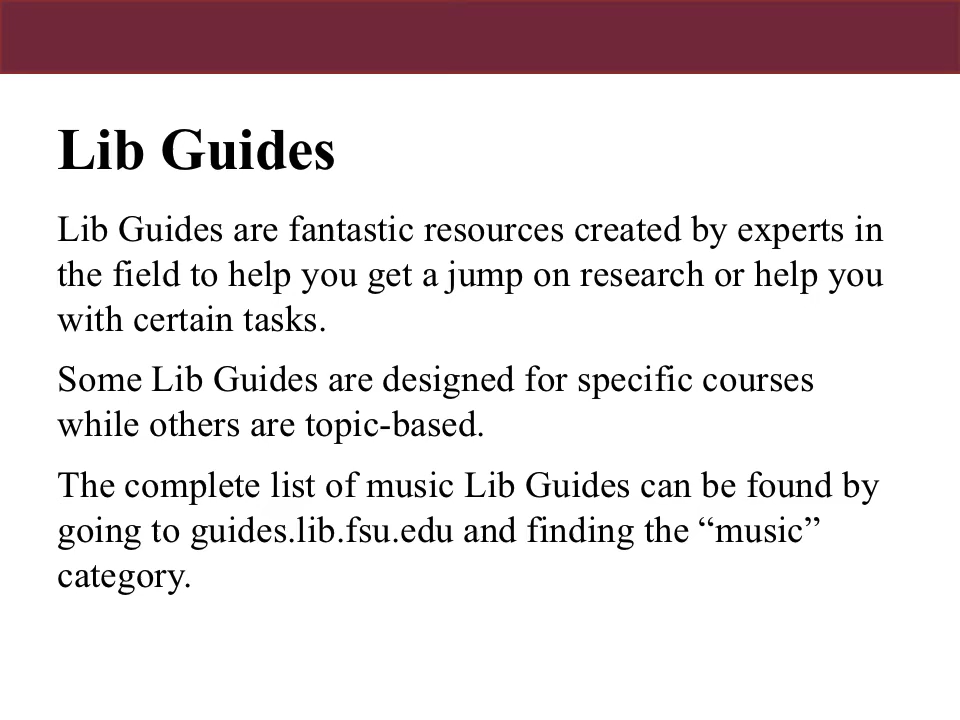 Lib Guides
Lib Guides are fantastic resources created by experts in
the field to help you get a jump on research or help you
with certain tasks.
Some Lib Guides are designed for specific courses
while others are topic-based.
The complete list of music Lib Guides can be found by
going to guides.lib.fsu.edu and finding the “music”
category.